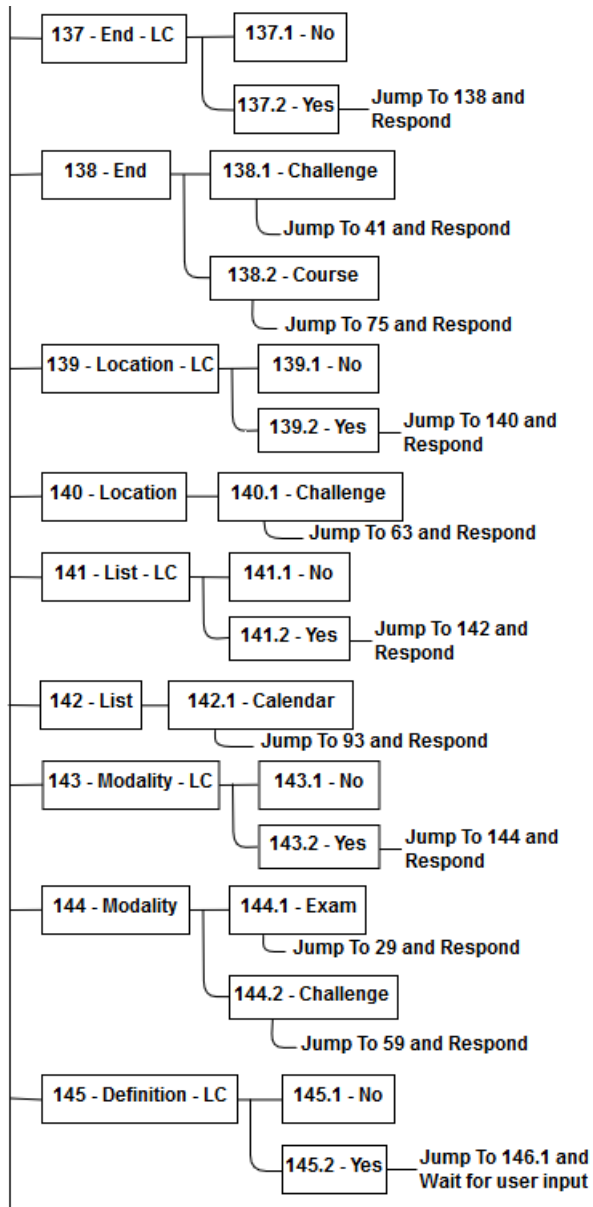 137 - End - LC
137.1 - No
137.2 - Yes
Jump To 138 and
Respond
138 - End
138.1 - Challenge
Jump To 41 and Respond
138.2 - Course
Jump To 75 and Respond
139 - Location - LC
139.1 - No
139.2 - Yes
Jump To 140 and
Respond
140 - Location
140.1 - Challenge
Jump To 63 and Respond
141 - List - LC
141.1 - No
141.2 - Yes
Jump To 142 and
Respond
142 - List
142.1 - Calendar
Jump To 93 and Respond
143 - Modality - LC
143.1 - No
143.2 - Yes
Jump To 144 and
Respond
144 - Modality
144.1 - Exam
Jump To 29 and Respond
144.2 - Challenge
Jump To 59 and Respond
145 - Definition - LC
145.1 - No
145.2 - Yes
Jump To 146.1 and
Wait for user input